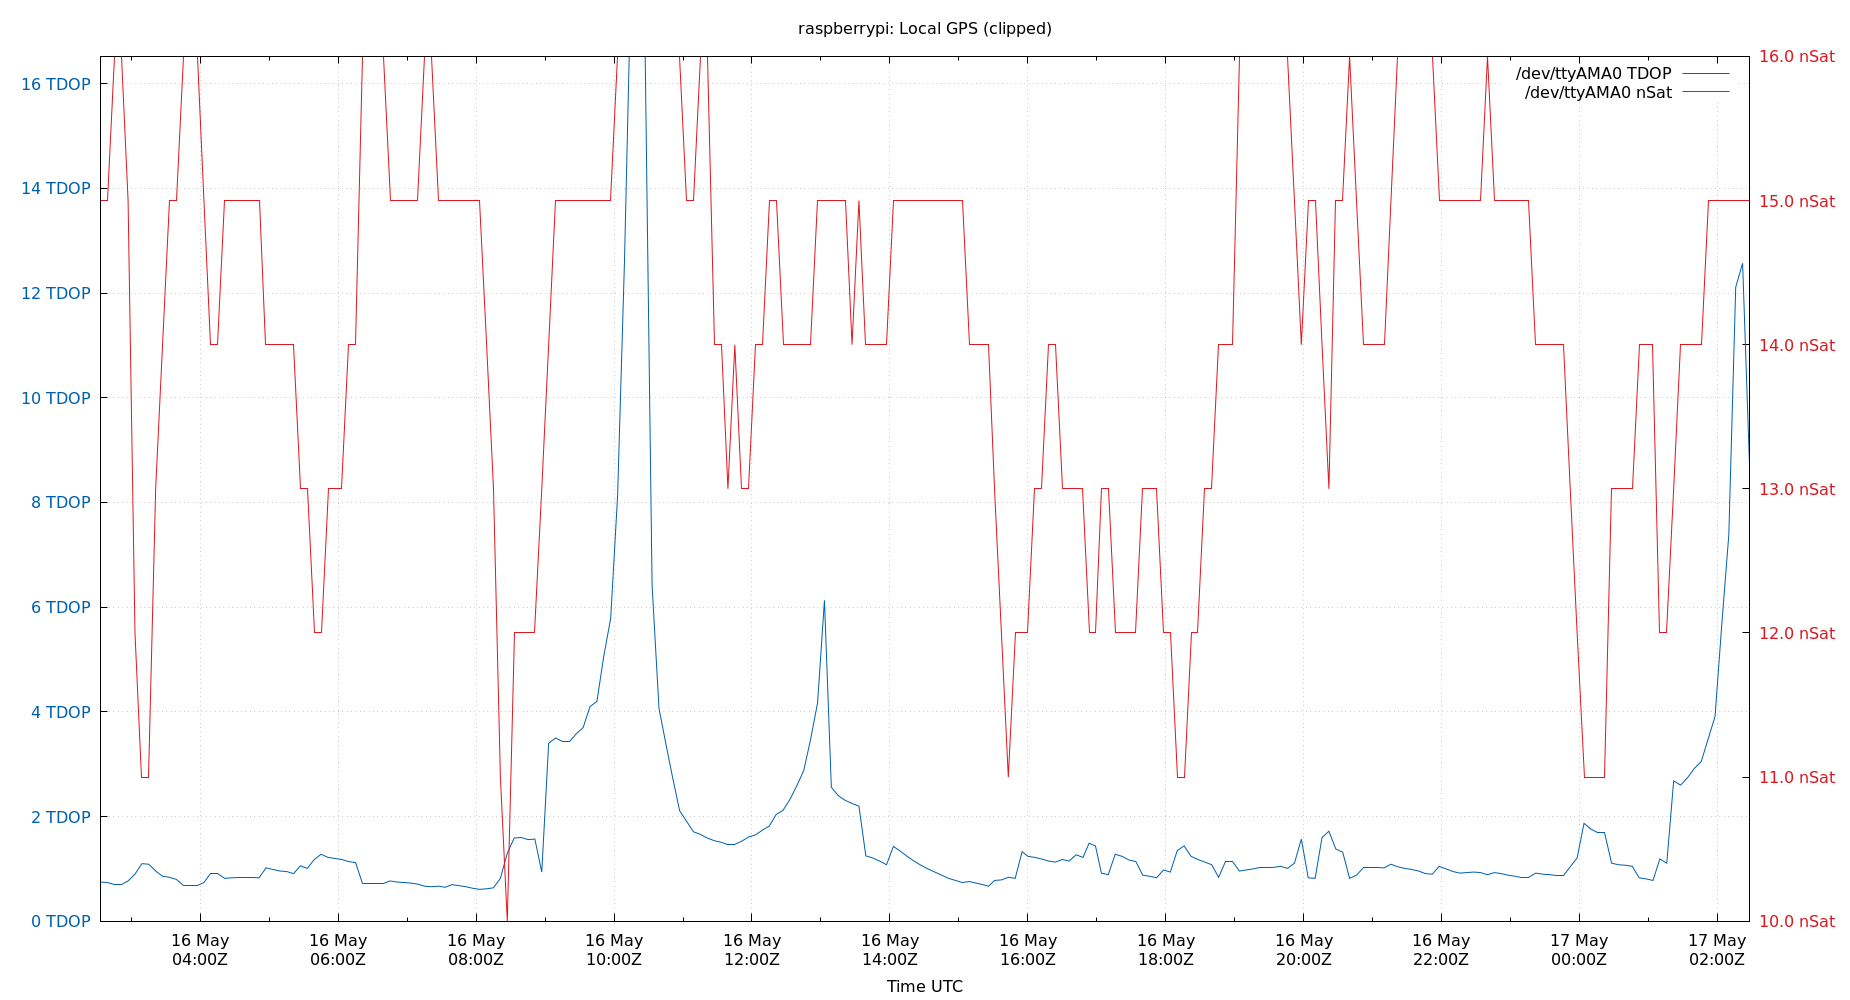 raspberrypi: Local GPS (clipped)
16.0 nSat
16 TDOP
/dev/ttyAMA0 TDOP
/dev/ttyAMA0 nSat
14 TDOP
15.0 nSat
12 TDOP
14.0 nSat
10 TDOP
13.0 nSat
8 TDOP
6 TDOP
12.0 nSat
4 TDOP
11.0 nSat
2 TDOP
0 TDOP
10.0 nSat
16 May 16 May 16 May 16 May 16 May 16 May 16 May 16 May 16 May 16 May 17 May 17 May
04:00Z 06:00Z 08:00Z 10:00Z 12:00Z 14:00Z 16:00Z 18:00Z 20:00Z 22:00Z 00:00Z 02:00Z
Time UTC